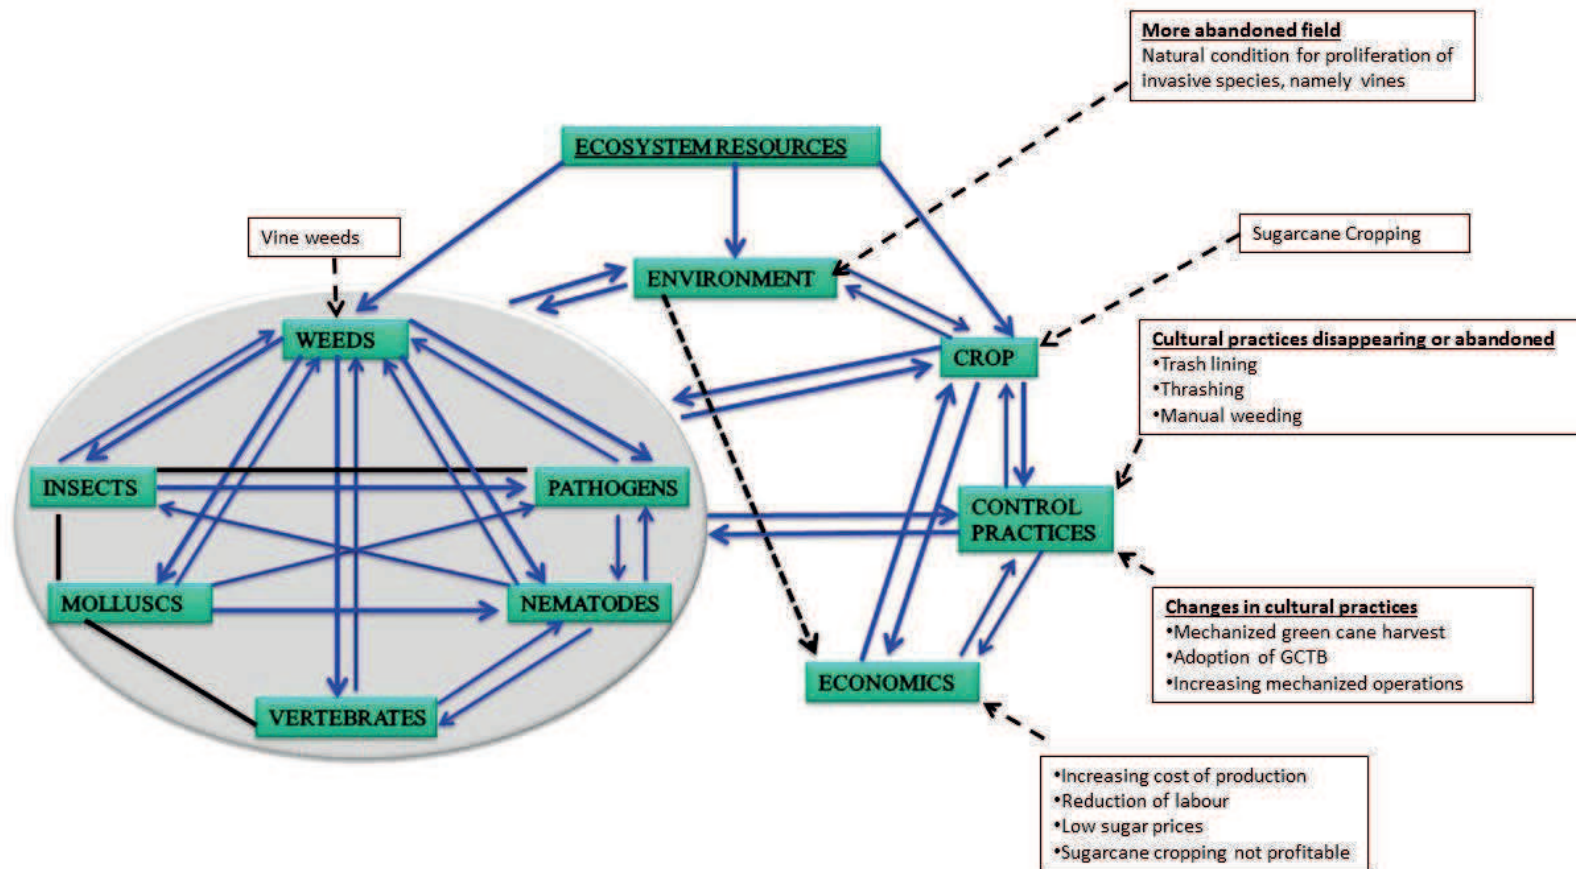 More abandoned field
Natural condition for proliferation of
invasive species, namely vines
ECOSYSTEM RESOURCES
Vine weeds
Sugarcane Cropping
ENVIRONMENT
WEEDS
CROP
Cultural practices disappearing or abandoned
•Trash lining
•Thrashing
•Manual weeding
INSECTS
PATHOGENS
CONTROL
PRACTICES
MOLLUSCS
NEMATODES
Changes in cultural practices
•Mechanized green cane harvest
•Adoption of GCTB
•Increasing mechanized operations
ECONOMICS
VERTEBRATES
•Increasing cost of production
•Reduction of labour
•Low sugar prices
•Sugarcane cropping not profitable